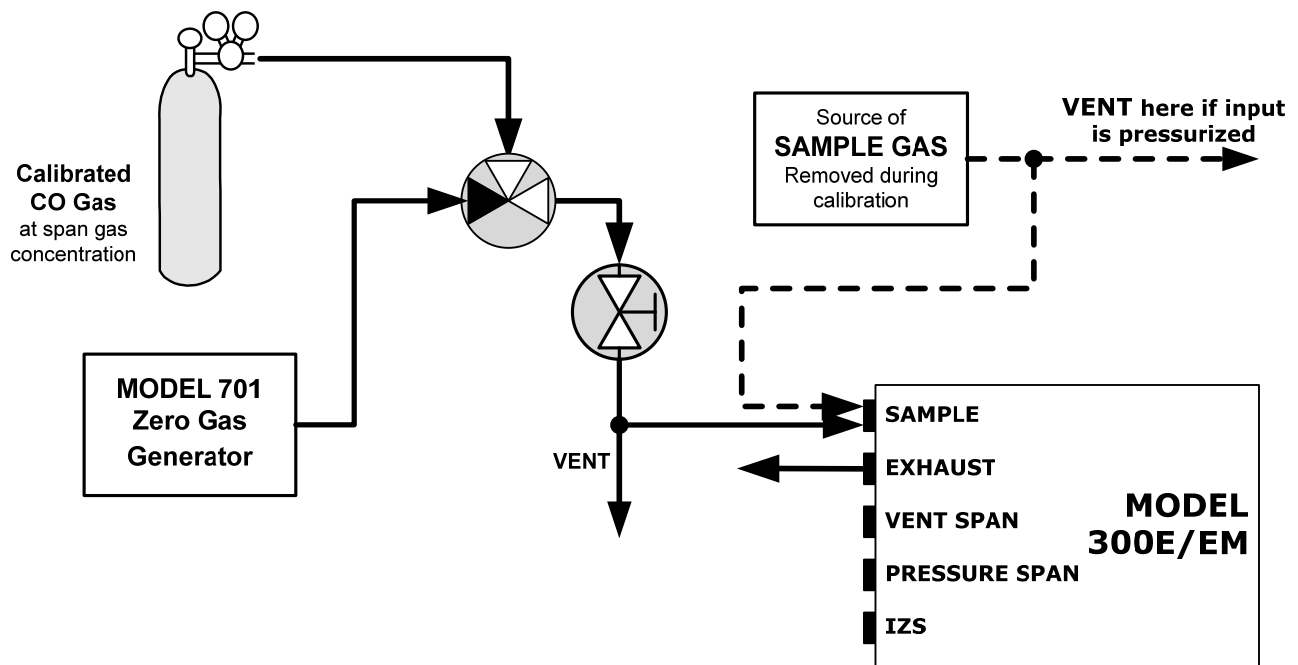 Calibrated
CO Gas
at span gas
concentration
MODEL 701
Zero Gas
Generator
VENT
Source of
SAMPLE GAS
Removed during
calibration
VENT here if input
is pressurized
SAMPLE
EXHAUST
VENT SPAN
PRESSURE SPAN
IZS
MODEL
300E/EM